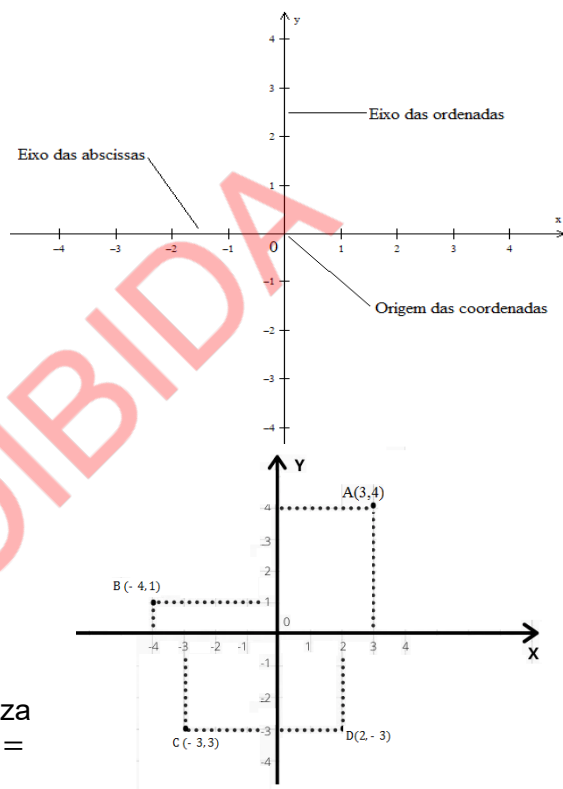 y
4
3
Eixo das ordenadas
2
Eixo das abscissas
1
x
-4 -3 -2 -1 0 1 2 3 4
-1
Origem das coordenadas
-2
-3
-4
DIBIDA
Y
A(3,4)
4
3
2
B (- 4,1)
1
0
-4 -3 -2 -1 1 2 3 4
X
-1
-2
za
-3
C (- 3,3) D(2, - 3)
=
-4